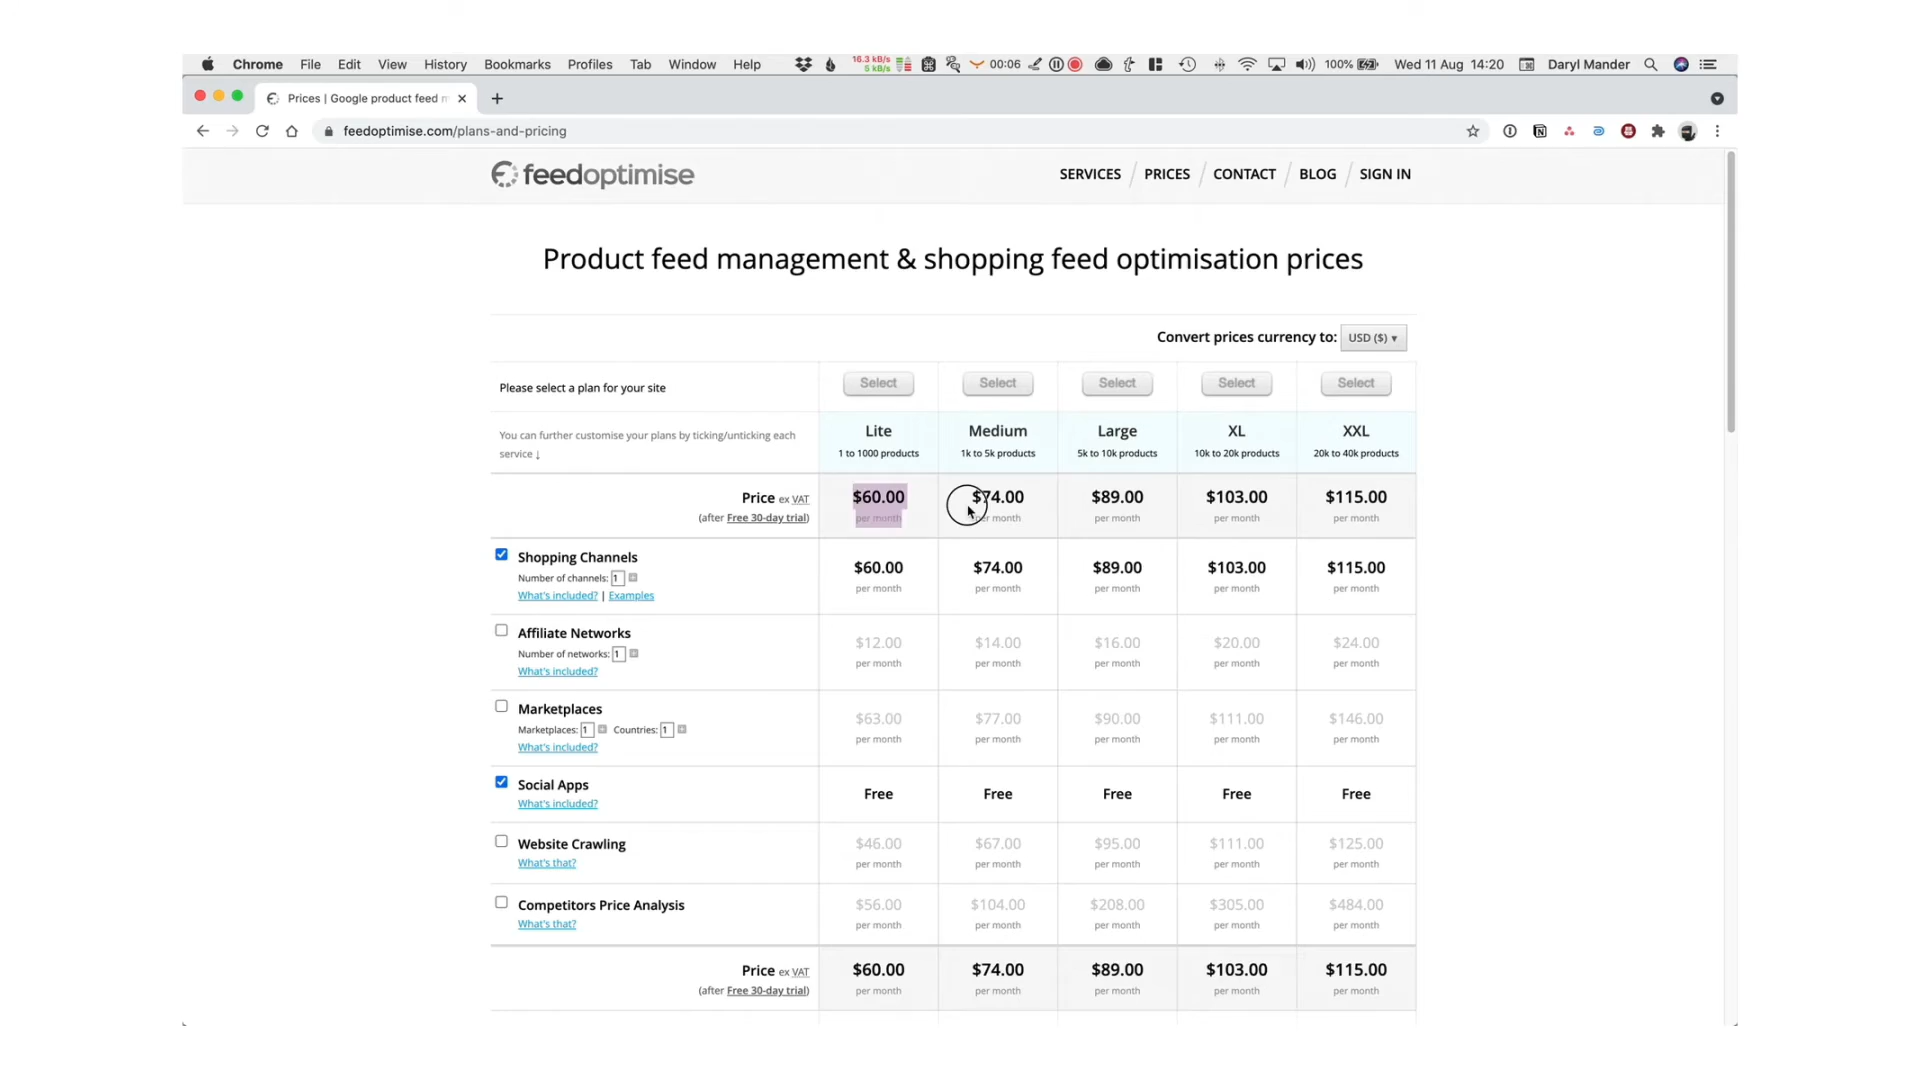 Chrome File Edit View History Bookmarks Profiles Tab Window Help 16.3 kB/s 5 kB/s 00:06 100% Wed 11 Aug 14:20 Daryl Mander
Prices | Google product feed m
feedoptimise.com/plans-and-pricing
feedoptimise
SERVICES PRICES CONTACT BLOG SIGN IN
Product feed management & shopping feed optimisation prices
Convert prices currency to: USD ($) ▾
Please select a plan for your site Select Select Select Select Select
You can further customise your plans by ticking/unticking each
service ↓
Lite Medium Large XL XXL
1 to 1000 products 1k to 5k products 5k to 10k products 10k to 20k products 20k to 40k products
Price ex VAT $60.00 $74.00 $89.00 $103.00 $115.00
(after Free 30-day trial) per month per month per month per month per month
Shopping Channels $60.00 $74.00 $89.00 $103.00 $115.00
Number of channels: 1 per month per month per month per month per month
What's included? | Examples
Affiliate Networks $12.00 $14.00 $16.00 $20.00 $24.00
Number of networks: 1 per month per month per month per month per month
What's included?
Marketplaces $63.00 $77.00 $90.00 $111.00 $146.00
Marketplaces: 1 Countries: 1 per month per month per month per month per month
What's included?
Social Apps Free Free Free Free Free
What's included?
Website Crawling $46.00 $67.00 $95.00 $111.00 $125.00
What's that? per month per month per month per month per month
Competitors Price Analysis $56.00 $104.00 $208.00 $305.00 $484.00
What's that? per month per month per month per month per month
Price ex VAT $60.00 $74.00 $89.00 $103.00 $115.00
(after Free 30-day trial) per month per month per month per month per month